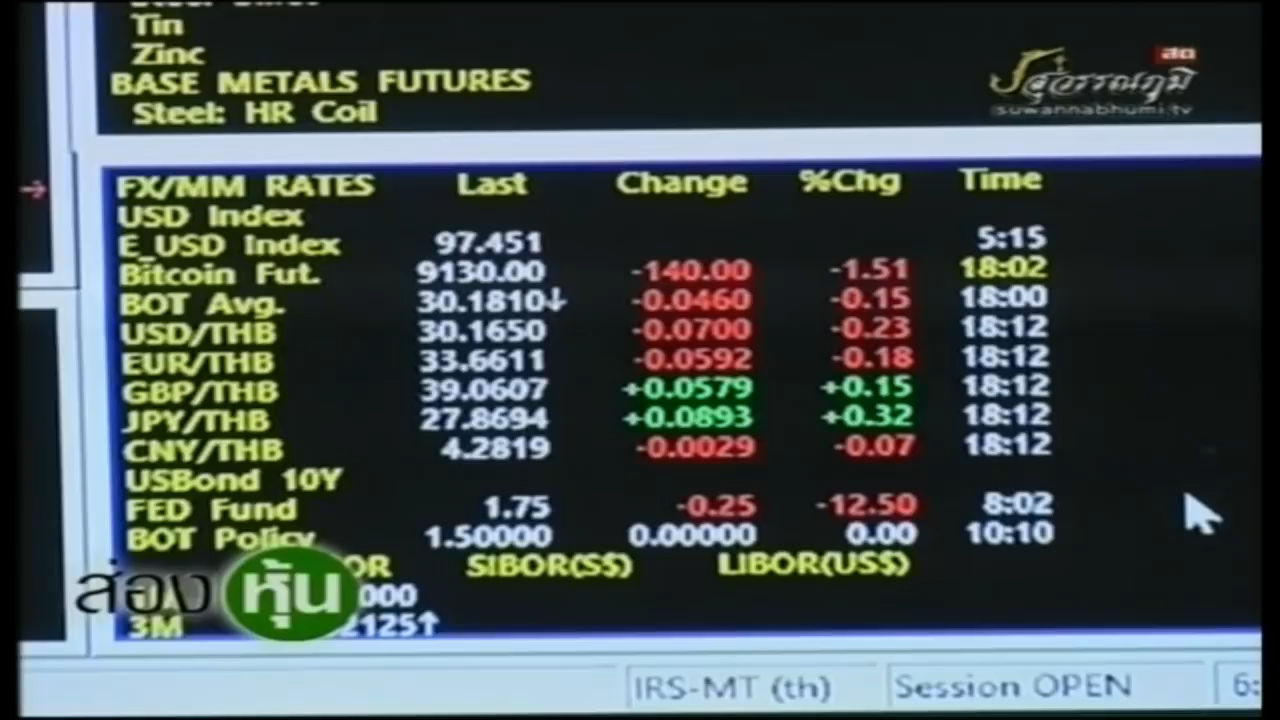 Tin
Zinc
BASE METALS FUTURES
Steel: HR Coil
สด
สุวรรณภูมิ
suwannabhumi.tv
FX/MM RATES Last Change %Chg Time
USD Index
E_USD Index 97.451 5:15
Bitcoin Fut. 9130.00 -140.00 -1.51 18:02
BOT Avg. 30.1810↓ -0.0460 -0.15 18:00
USD/THB 30.1650 -0.0700 -0.23 18:12
EUR/THB 33.6611 -0.0592 -0.18 18:12
GBP/THB 39.0607 +0.0579 +0.15 18:12
JPY/THB 27.8694 +0.0893 +0.32 18:12
CNY/THB 4.2819 -0.0029 -0.07 18:12
USBond 10Y
FED Fund 1.75 -0.25 -12.50 8:02
BOT Policy 1.50000 0.00000 0.00 10:10
SIBOR(S$) LIBOR(US$)
ส่อง หุ้น
3M 2125↑
IRS-MT (th) Session OPEN